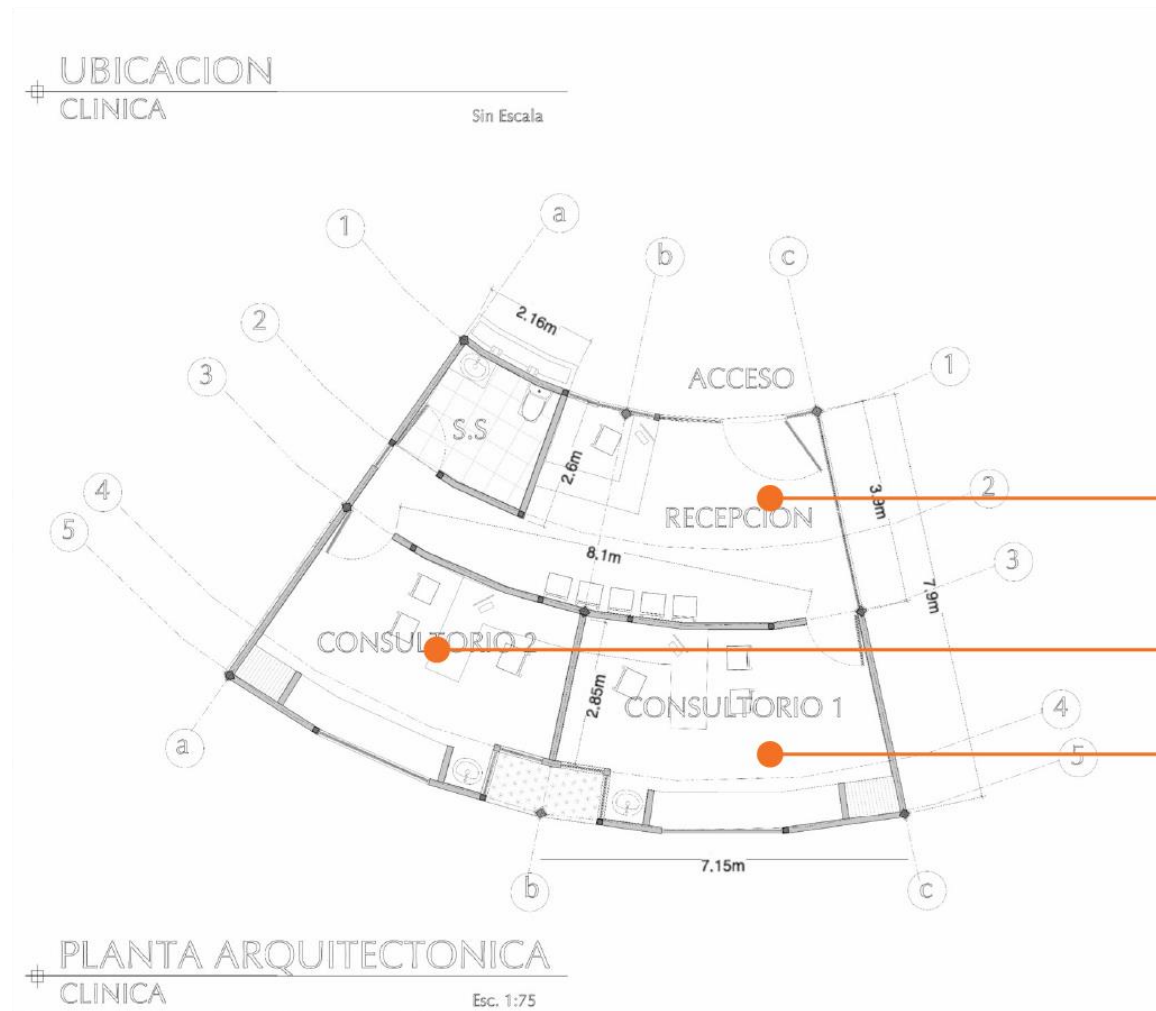 UBICACION
CLINICA
Sin Escala
a
1
b
c
2
2.16m
3
1
ACCESO
S.S
2.6m
4
3.9m
2
5
RECEPCION
8.1m
3
7.9m
CONSULTORIO 2
2.85m
CONSULTORIO 1
4
a
5
7.15m
b
c
PLANTA ARQUITECTONICA
CLINICA
Esc. 1:75